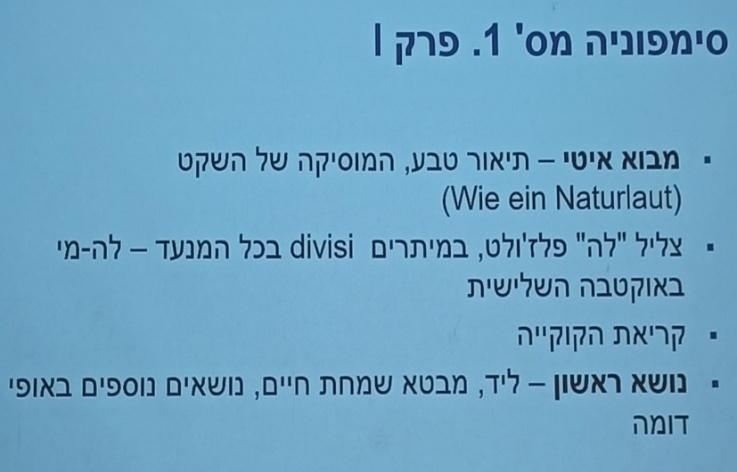 סימפוניה מס' 1. פרק I
מבוא איטי – תיאור טבע, המוסיקה של השקט
(Wie ein Naturlaut)
צליל "לה" פלז'ולט, במיתרים divisi בכל המנעד – לה-מי
באוקטבה השלישית
קריאת הקוקייה
נושא ראשון – ליד, מבטא שמחת חיים, נושאים נוספים באופי
דומה